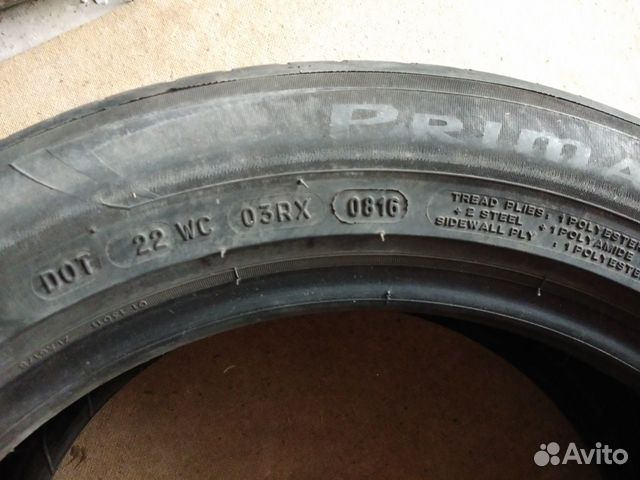 PRIMA
DOT 22 WC 03RX 0816
TREAD PLIES: 1 POLYESTER
+ 2 STEEL + 1 POLYAMIDE
SIDEWALL PLY : 1 POLYESTER
Avito